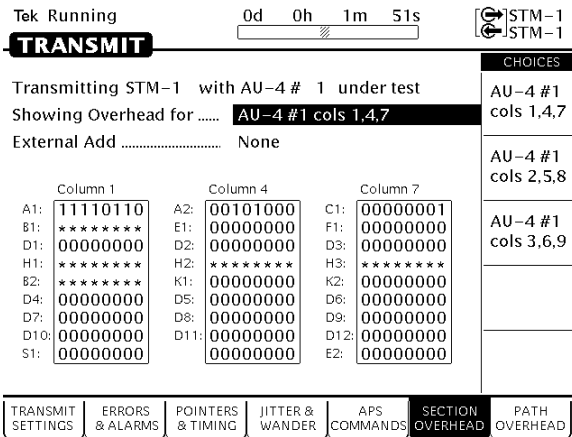 Tek Running
0d 0h 1m 51s
STM-1
STM-1
TRANSMIT
CHOICES
Transmitting STM-1 with AU-4 # 1 under test
Showing Overhead for ...... AU-4 #1 cols 1,4,7
External Add ............................ None
AU-4 #1
cols 1,4,7
AU-4 #1
cols 2,5,8
AU-4 #1
cols 3,6,9
Column 1 Column 4 Column 7
A1: 11110110 A2: 00101000 C1: 00000001
B1: ******** E1: 00000000 F1: 00000000
D1: 00000000 D2: 00000000 D3: 00000000
H1: ******** H2: ******** H3: ********
B2: ******** K1: 00000000 K2: 00000000
D4: 00000000 D5: 00000000 D6: 00000000
D7: 00000000 D8: 00000000 D9: 00000000
D10: 00000000 D11: 00000000 D12: 00000000
S1: 00000000 00000000 E2: 00000000
TRANSMIT SETTINGS
ERRORS & ALARMS
POINTERS & TIMING
JITTER & WANDER
APS COMMANDS
SECTION OVERHEAD
PATH OVERHEAD